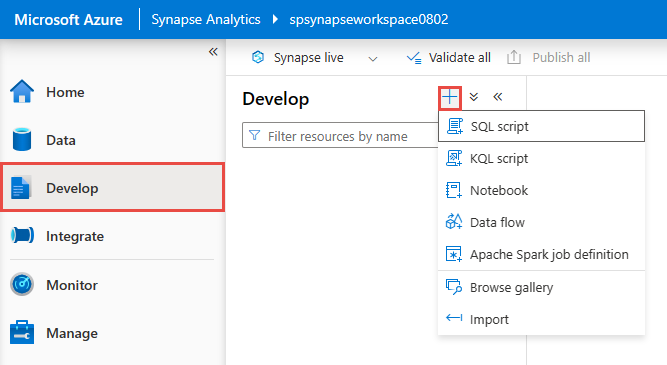 Microsoft Azure Synapse Analytics spsynapseworkspace0802
Synapse live Validate all Publish all
Home
Data
Develop
Integrate
Monitor
Manage
Develop
Filter resources by name
SQL script
KQL script
Notebook
Data flow
Apache Spark job definition
Browse gallery
Import